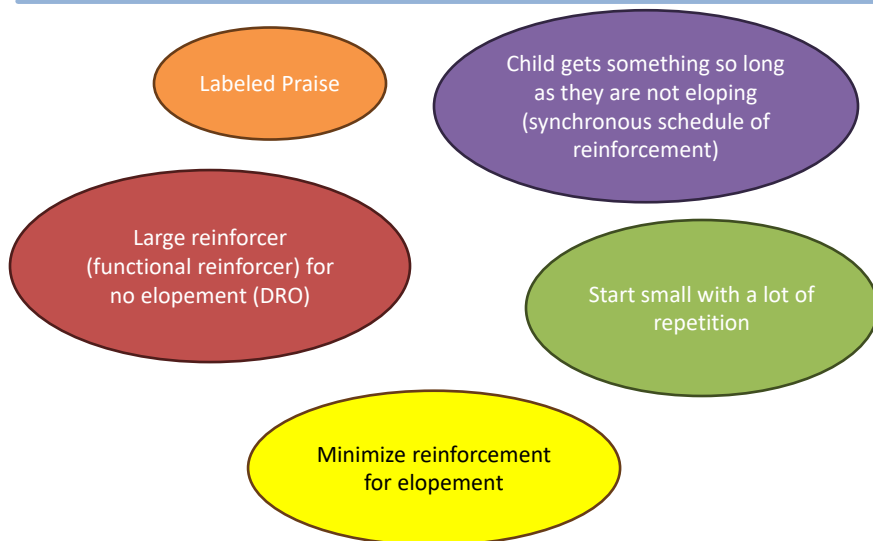 Labeled Praise
Child gets something so long
as they are not eloping
(synchronous schedule of
reinforcement)
Large reinforcer
(functional reinforcer) for
no elopement (DRO)
Start small with a lot of
repetition
Minimize reinforcement
for elopement